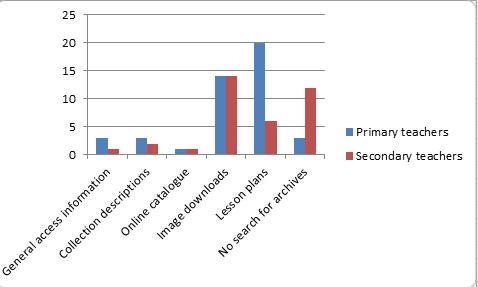 25
20
15
10
5
0
General access information
Collection descriptions
Online catalogue
Image downloads
Lesson plans
No search for archives
Primary teachers
Secondary teachers